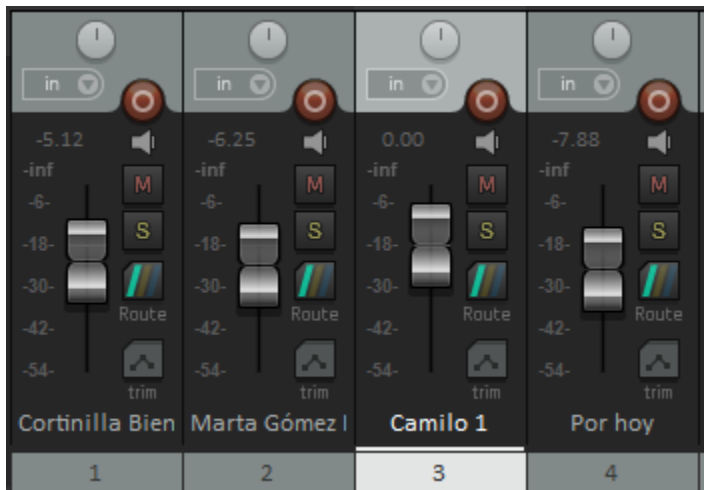 in in in in
-5.12 -6.25 0.00 -7.88
-inf -inf -inf -inf
M M M M
-6- -6- -6- -6-
S S S S
-18- -18- -18- -18-
-30- -30- -30- -30-
Route Route Route Route
-42- -42- -42- -42-
-54- -54- -54- -54-
trim trim trim trim
Cortinilla Bien Marta Gómez Camilo 1 Por hoy
1 2 3 4